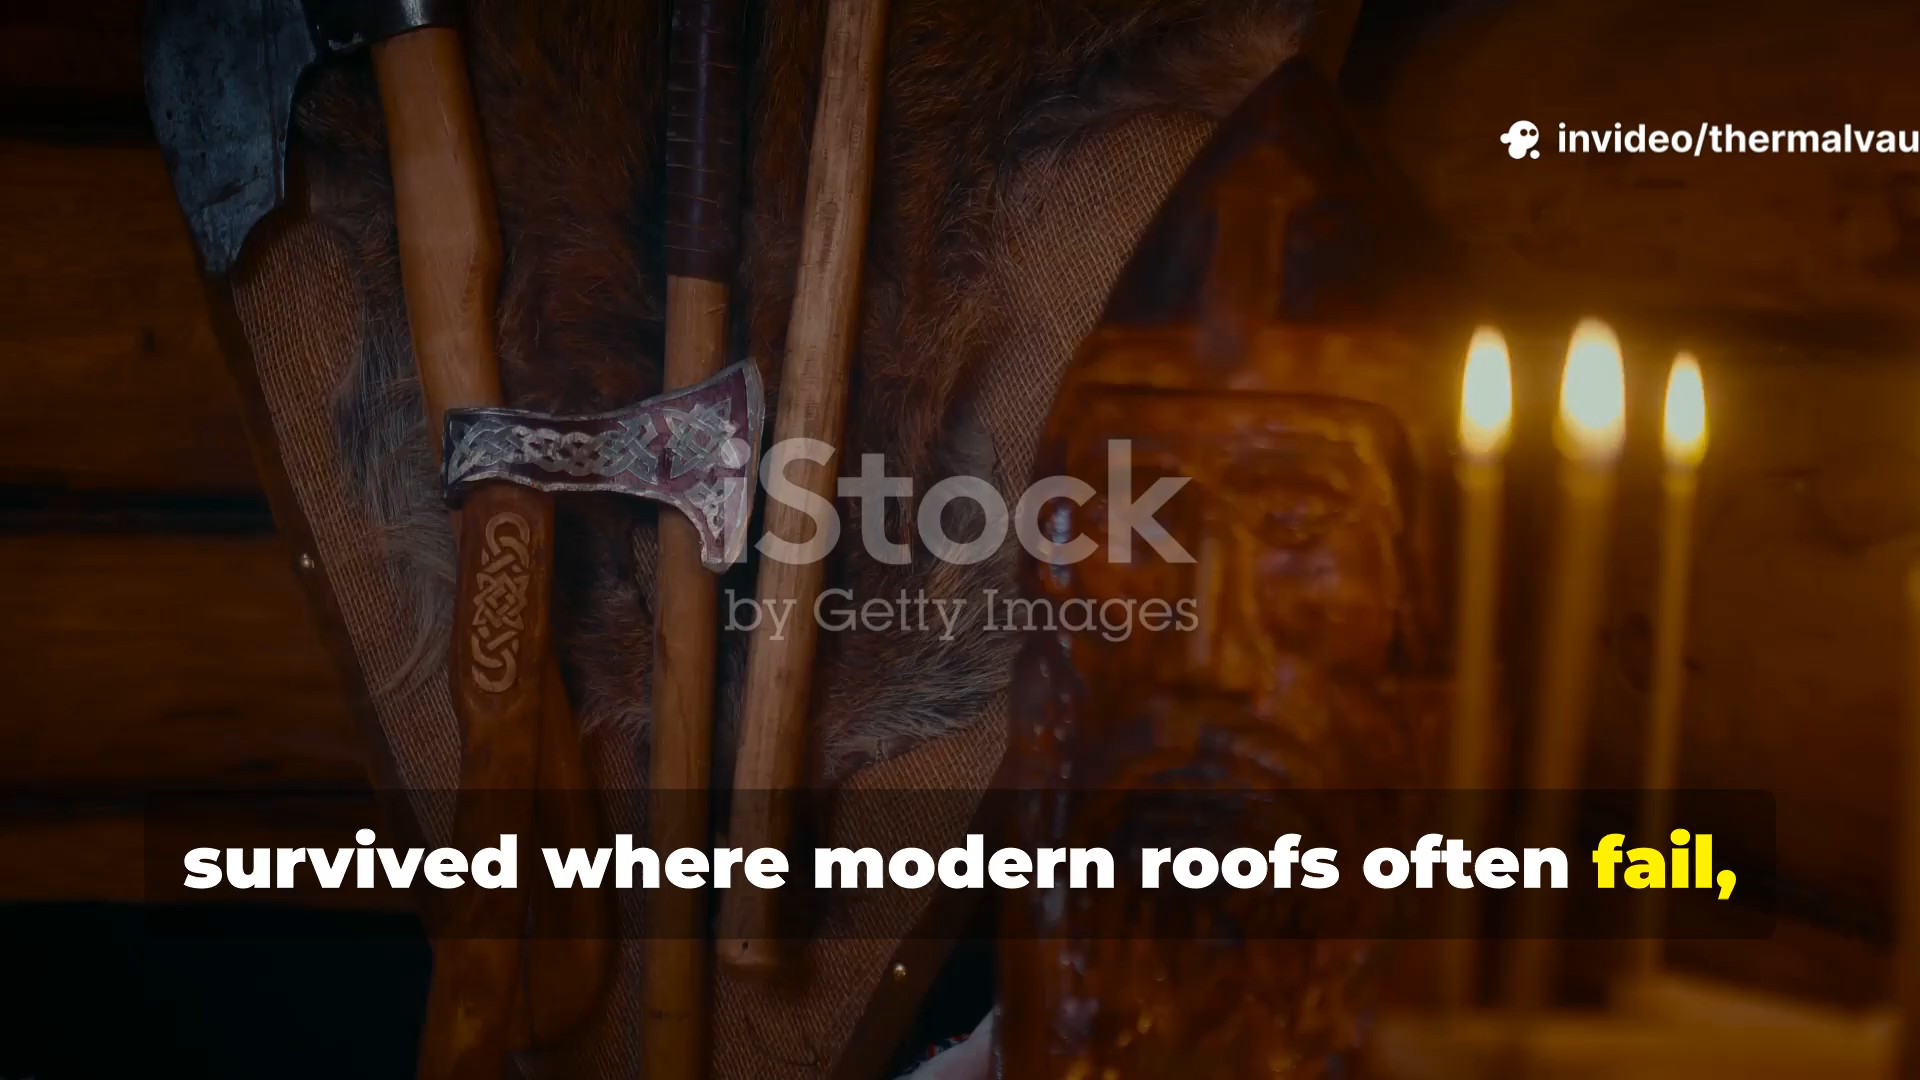 invideo/thermalvau
iStock
by Getty Images
survived where modern roofs often fail,